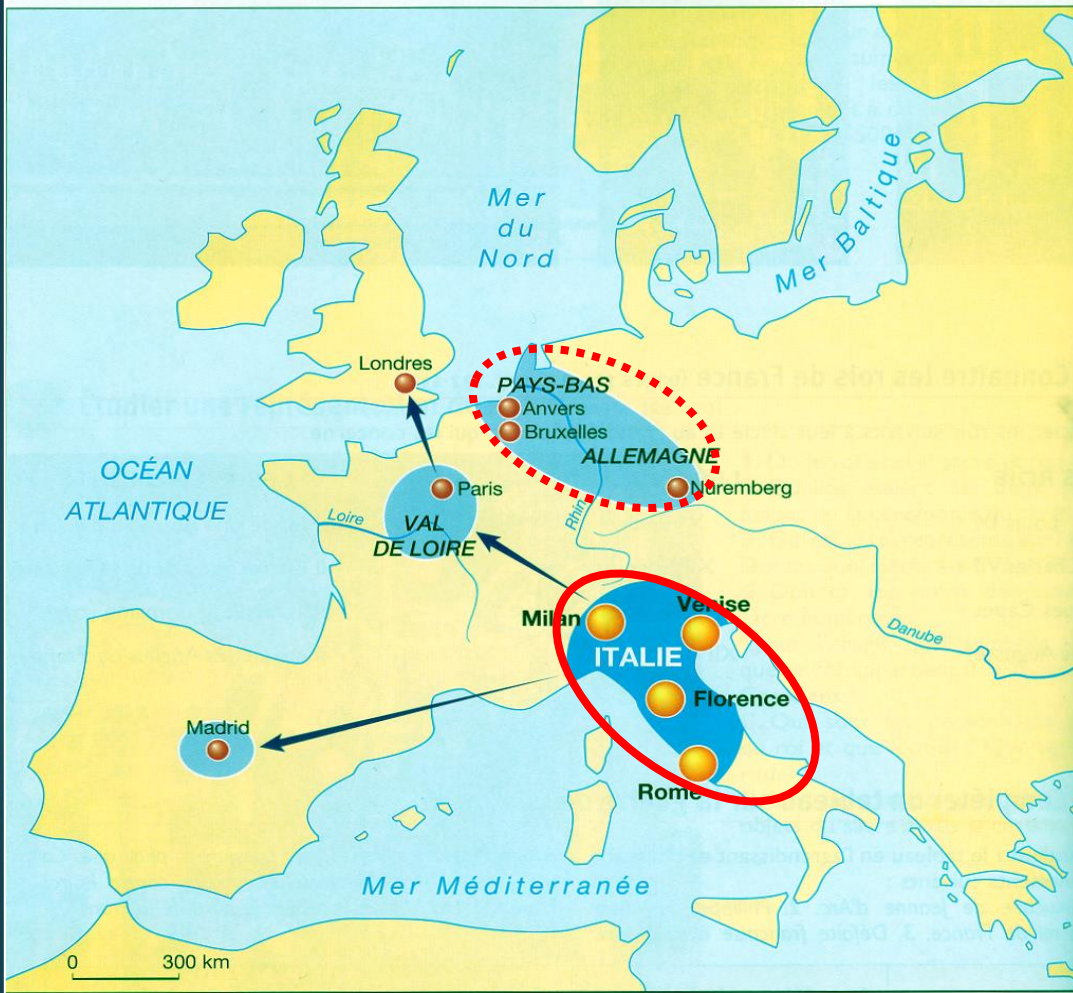 Mer
du
Nord
Mer Baltique
Londres
PAYS-BAS
Anvers
Bruxelles
ALLEMAGNE
Nuremberg
OCÉAN
ATLANTIQUE
Paris
Loire
VAL
DE LOIRE
Rhin
Milan
Venise
ITALIE
Danube
Florence
Madrid
Rome
Mer Méditerranée
0 300 km
Connaître les rois de France